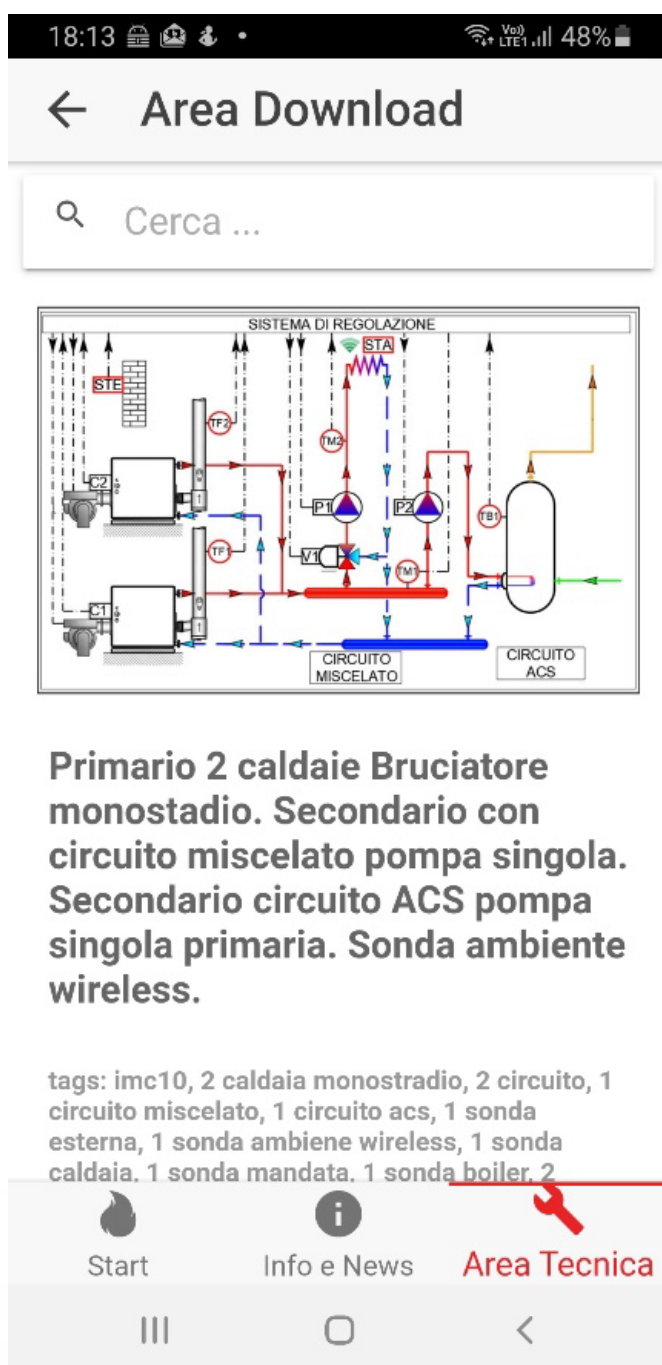 18:13
Vo))
LTE1
48%
Area Download
Cerca ...
SISTEMA DI REGOLAZIONE
STA
STE
TF2
TM2
C2
P1
P2
TB1
TF1
V1
TM1
C1
CIRCUITO
MISCELATO
CIRCUITO
ACS
Primario 2 caldaie Bruciatore
monostadio. Secondario con
circuito miscelato pompa singola.
Secondario circuito ACS pompa
singola primaria. Sonda ambiente
wireless.
tags: imc10, 2 caldaia monostradio, 2 circuito, 1
circuito miscelato, 1 circuito acs, 1 sonda
esterna, 1 sonda ambiene wireless, 1 sonda
caldaia, 1 sonda mandata, 1 sonda boiler, 2
Start
Info e News
Area Tecnica